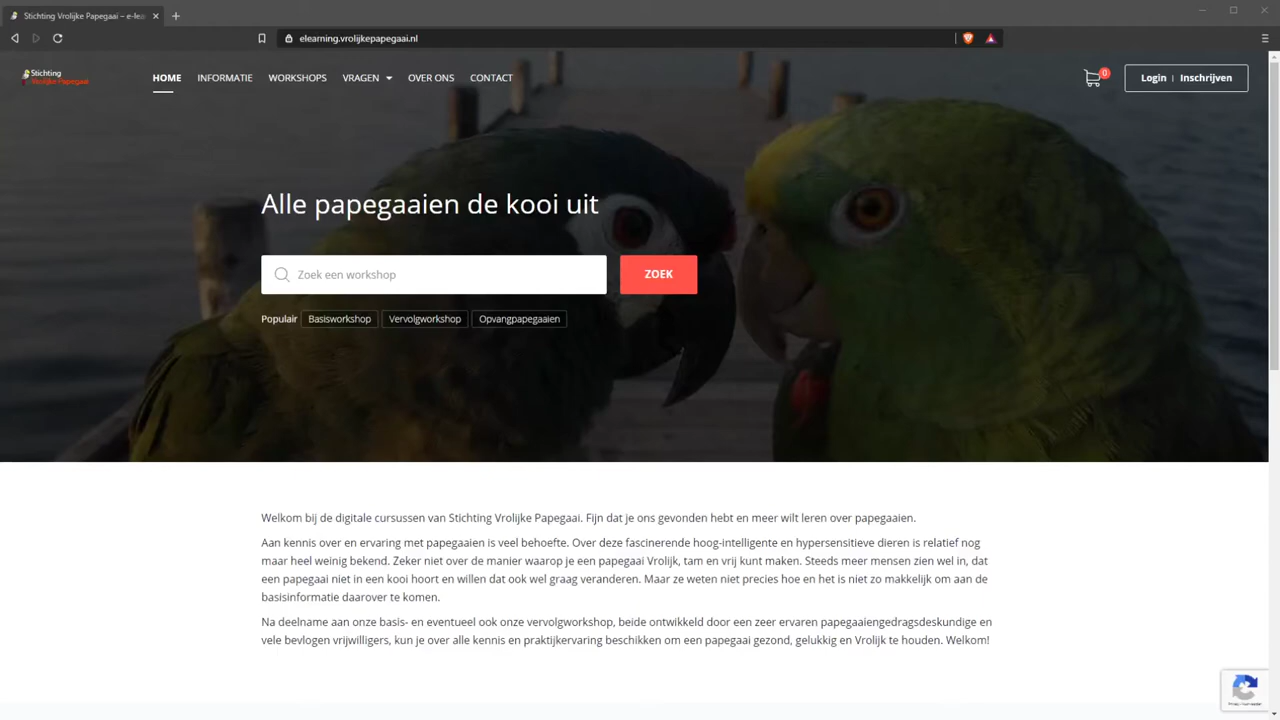 Stichting Vrolijke Papegaai – e-lea
elearning.vrolijkepapegaai.nl
Stichting
Vrolijke Papegaai
HOME INFORMATIE WORKSHOPS VRAGEN OVER ONS CONTACT
0
Login | Inschrijven
Alle papegaaien de kooi uit
Zoek een workshop
ZOEK
Populair Basisworkshop Vervolgworkshop Opvangpapegaaien
Welkom bij de digitale cursussen van Stichting Vrolijke Papegaai. Fijn dat je ons gevonden hebt en meer wilt leren over papegaaien.
Aan kennis over en ervaring met papegaaien is veel behoefte. Over deze fascinerende hoog-intelligente en hypersensitieve dieren is relatief nog
maar heel weinig bekend. Zeker niet over de manier waarop je een papegaai Vrolijk, tam en vrij kunt maken. Steeds meer mensen zien wel in, dat
een papegaai niet in een kooi hoort en willen dat ook wel graag veranderen. Maar ze weten niet precies hoe en het is niet zo makkelijk om aan de
basisinformatie daarover te komen.
Na deelname aan onze basis- en eventueel ook onze vervolgworkshop, beide ontwikkeld door een zeer ervaren papegaaiengedragsdeskundige en
vele bevlogen vrijwilligers, kun je over alle kennis en praktijkervaring beschikken om een papegaai gezond, gelukkig en Vrolijk te houden. Welkom!